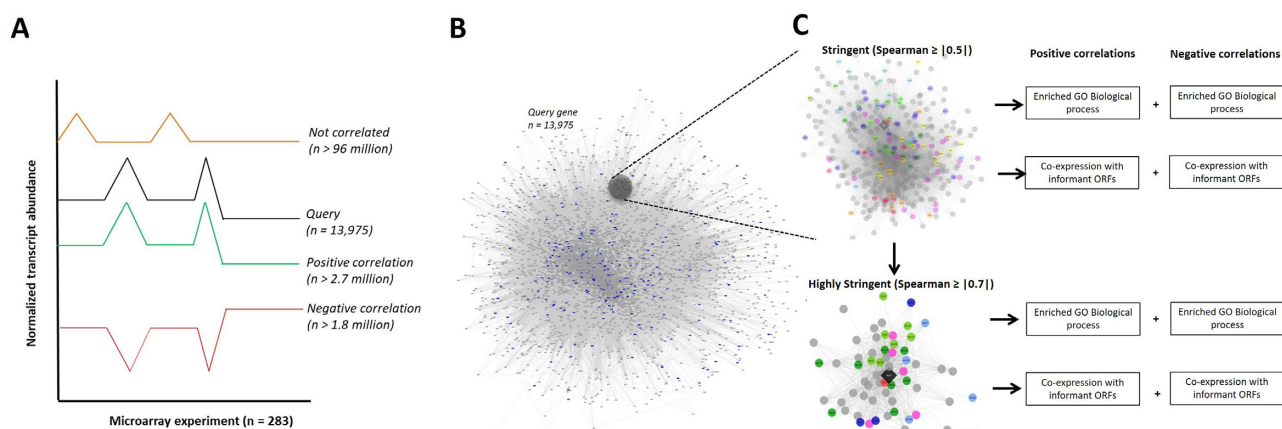 A
Normalized transcript abundance
Not correlated
(n > 96 million)
Query
(n = 13,975)
Positive correlation
(n > 2.7 million)
Negative correlation
(n > 1.8 million)
Microarray experiment (n = 283)
B
Query gene
n = 13,975
C
Stringent (Spearman ≥ |0.5|)
Positive correlations
Negative correlations
Enriched GO Biological
process
+
Enriched GO Biological
process
Co-expression with
informant ORFs
+
Co-expression with
informant ORFs
Highly Stringent (Spearman ≥ |0.7|)
Enriched GO Biological
process
+
Enriched GO Biological
process
Co-expression with
informant ORFs
+
Co-expression with
informant ORFs